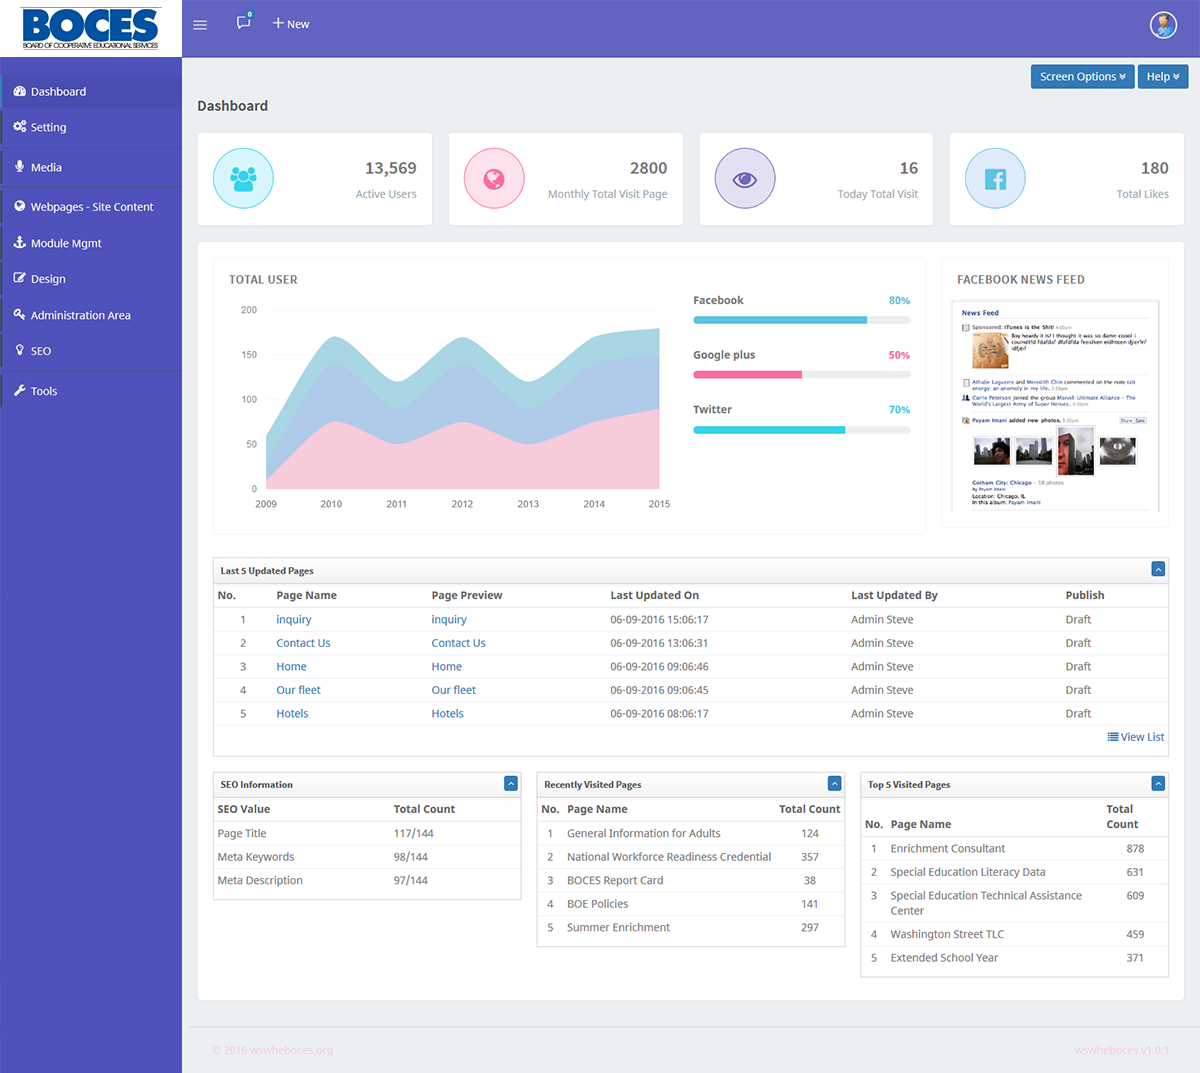 BOCES
BOARD OF COOPERATIVE EDUCATIONAL SERVICES
0
New
Screen Options
Help
Dashboard
Setting
Media
Webpages - Site Content
Module Mgmt
Design
Administration Area
SEO
Tools
Dashboard
13,569
Active Users
2800
Monthly Total Visit Page
16
Today Total Visit
180
Total Likes
TOTAL USER
200
150
100
50
0
2009 2010 2011 2012 2013 2014 2015
Facebook 80%
Google plus 50%
Twitter 70%
FACEBOOK NEWS FEED
News Feed
Sponsored: iTunes is the Shit! 4:00pm
Boy howdy it is! I thought it was so damn coool i
couindtfd fdafduf dfafdfda feeidken eidhteen djierfnf
idfjeif
Athalie Laguerre and Meredith Chin commented on the note tab
energy: an anomoly in my life. 3:59pm
Carrie Peterson joined the group Marvel: Ultimate Alliance - The
World's Largest Army of Super Heroes. 3:39pm
Payam Imani added new photos. 3:30pm
Share Save
Gotham City: Chicago - 58 photos
by Payam Imani
Location: Chicago, IL
In this album: Payam Imani
Last 5 Updated Pages
No. Page Name Page Preview Last Updated On Last Updated By Publish
1 inquiry inquiry 06-09-2016 15:06:17 Admin Steve Draft
2 Contact Us Contact Us 06-09-2016 13:06:31 Admin Steve Draft
3 Home Home 06-09-2016 09:06:46 Admin Steve Draft
4 Our fleet Our fleet 06-09-2016 09:06:45 Admin Steve Draft
5 Hotels Hotels 06-09-2016 08:06:17 Admin Steve Draft
View List
SEO Information
SEO Value Total Count
Page Title 117/144
Meta Keywords 98/144
Meta Description 97/144
Recently Visited Pages
No. Page Name Total Count
1 General Information for Adults 124
2 National Workforce Readiness Credential 357
3 BOCES Report Card 38
4 BOE Policies 141
5 Summer Enrichment 297
Top 5 Visited Pages
Total
No. Page Name Count
1 Enrichment Consultant 878
2 Special Education Literacy Data 631
3 Special Education Technical Assistance 609
Center
4 Washington Street TLC 459
5 Extended School Year 371
© 2016 wswheboces.org
wswheboces v1.0.1